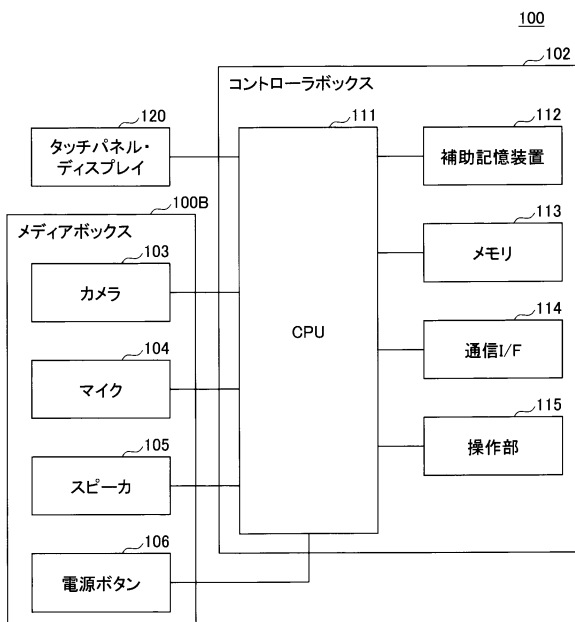 100
102
コントローラボックス
120
タッチパネル・
ディスプレイ
111
CPU
112
補助記憶装置
100B
メディアボックス
103
カメラ
113
メモリ
104
マイク
114
通信I/F
105
スピーカ
115
操作部
106
電源ボタン